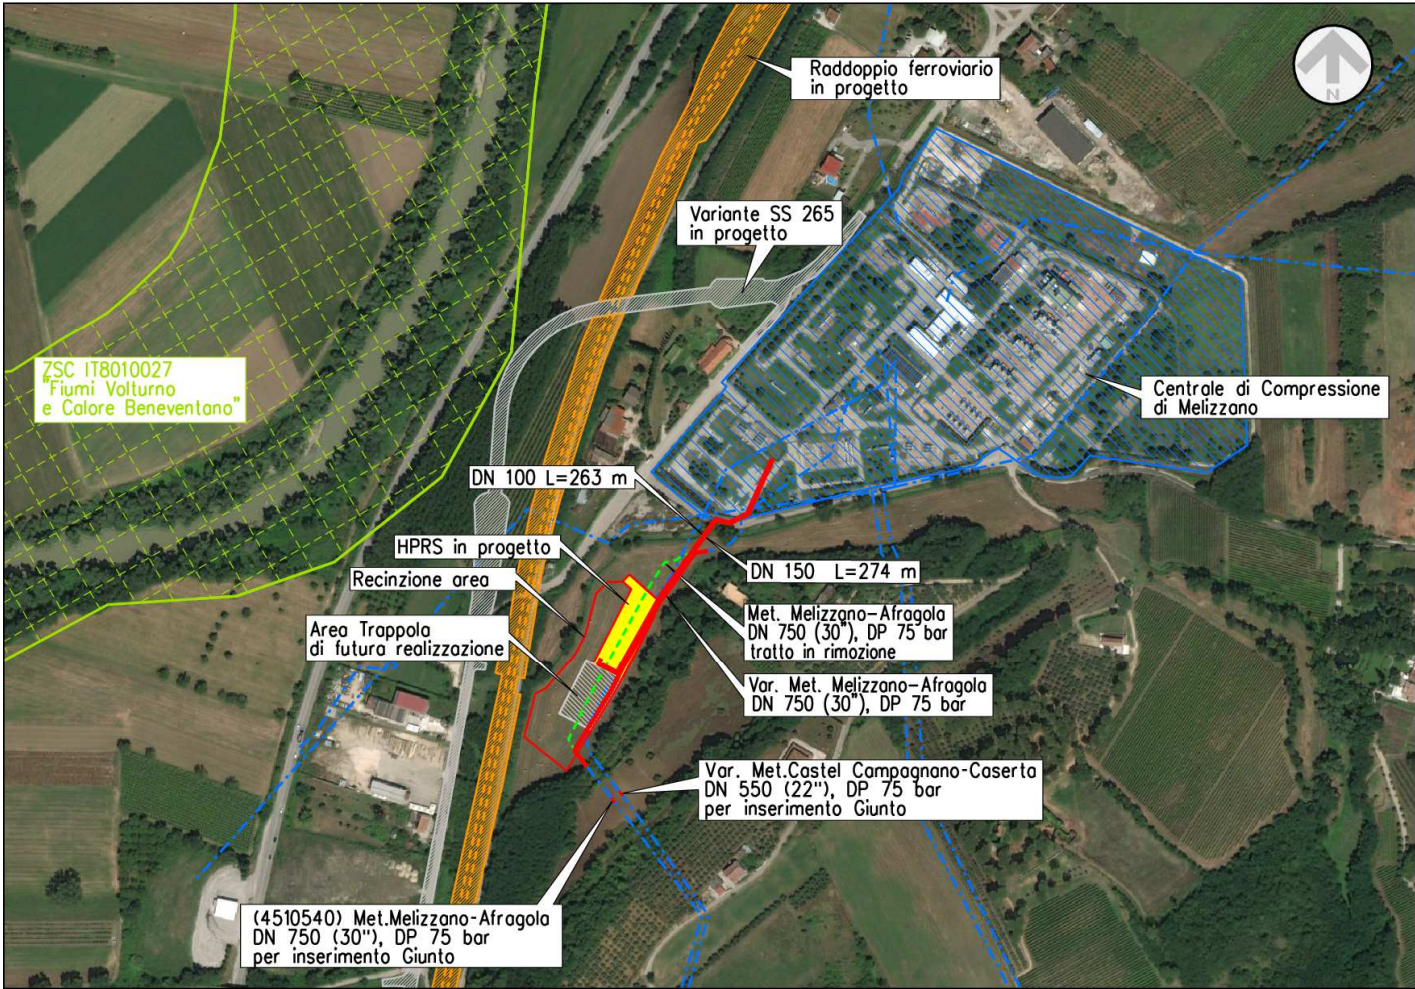 Raddoppio ferroviario
in progetto
N
Variante SS 265
in progetto
ZSC IT8010027
"Fiumi Volturno
e Calore Beneventano"
Centrale di Compressione
di Melizzano
DN 100 L=263 m
HPRS in progetto
DN 150 L=274 m
Recinzione area
Met. Melizzano-Afragola
DN 750 (30"), DP 75 bar
tratto in rimozione
Area Trappola
di futura realizzazione
Var. Met. Melizzano-Afragola
DN 750 (30"), DP 75 bar
Var. Met.Castel Campagnano-Caserta
DN 550 (22"), DP 75 bar
per inserimento Giunto
(4510540) Met.Melizzano-Afragola
DN 750 (30"), DP 75 bar
per inserimento Giunto